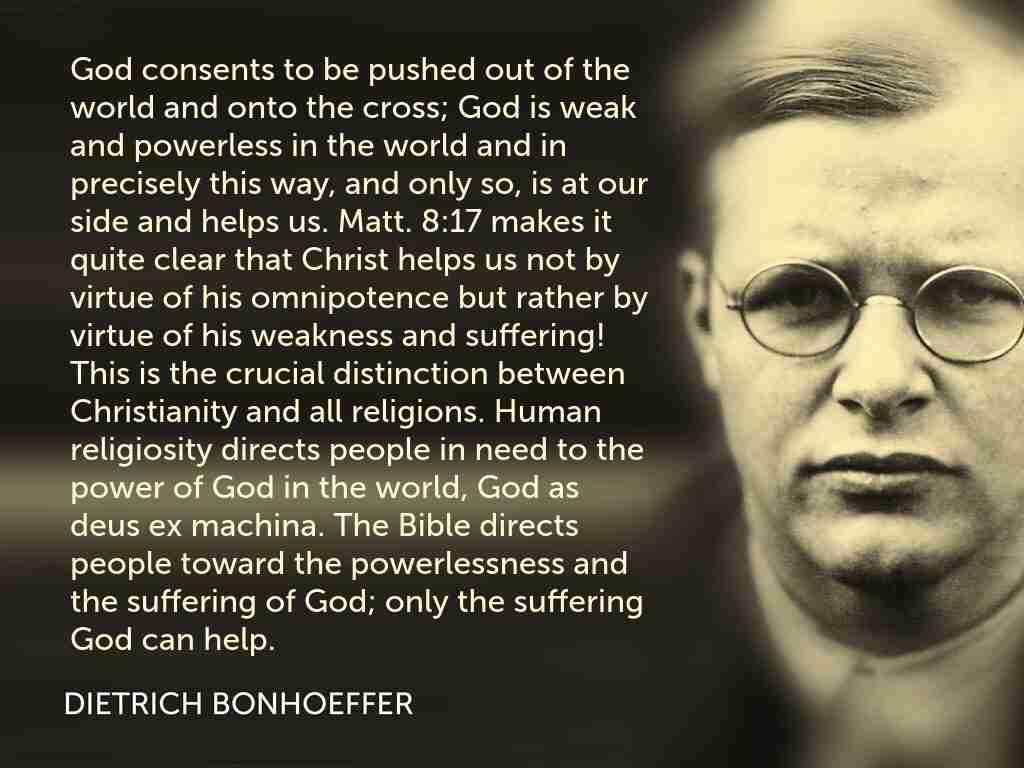 God consents to be pushed out of the
world and onto the cross; God is weak
and powerless in the world and in
precisely this way, and only so, is at our
side and helps us. Matt. 8:17 makes it
quite clear that Christ helps us not by
virtue of his omnipotence but rather by
virtue of his weakness and suffering!
This is the crucial distinction between
Christianity and all religions. Human
religiosity directs people in need to the
power of God in the world, God as
deus ex machina. The Bible directs
people toward the powerlessness and
the suffering of God; only the suffering
God can help.
DIETRICH BONHOEFFER